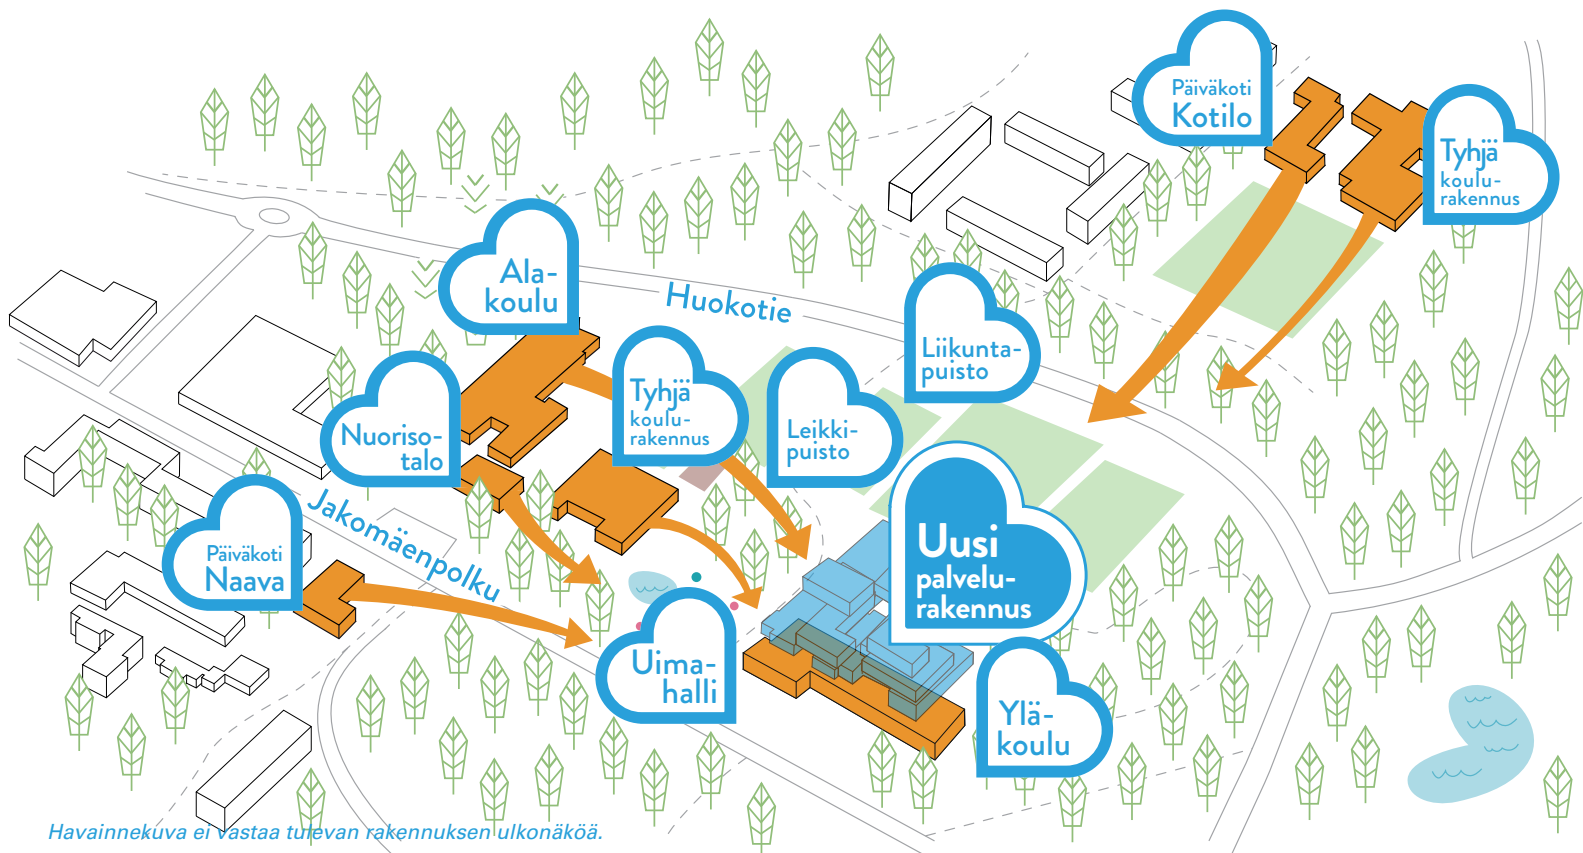 Päiväkoti
Kotilo
Tyhjä
koulu-
rakennus
Ala-
koulu
Huokotie
Liikunta-
puisto
Tyhjä
koulu-
rakennus
Leikki-
puisto
Nuoriso-
talo
Jakomäenpolku
Päiväkoti
Naava
Uusi
palvelu-
rakennus
Uima-
halli
Ylä-
koulu
Havainnekuva ei vastaa tulevan rakennuksen ulkonäköä.